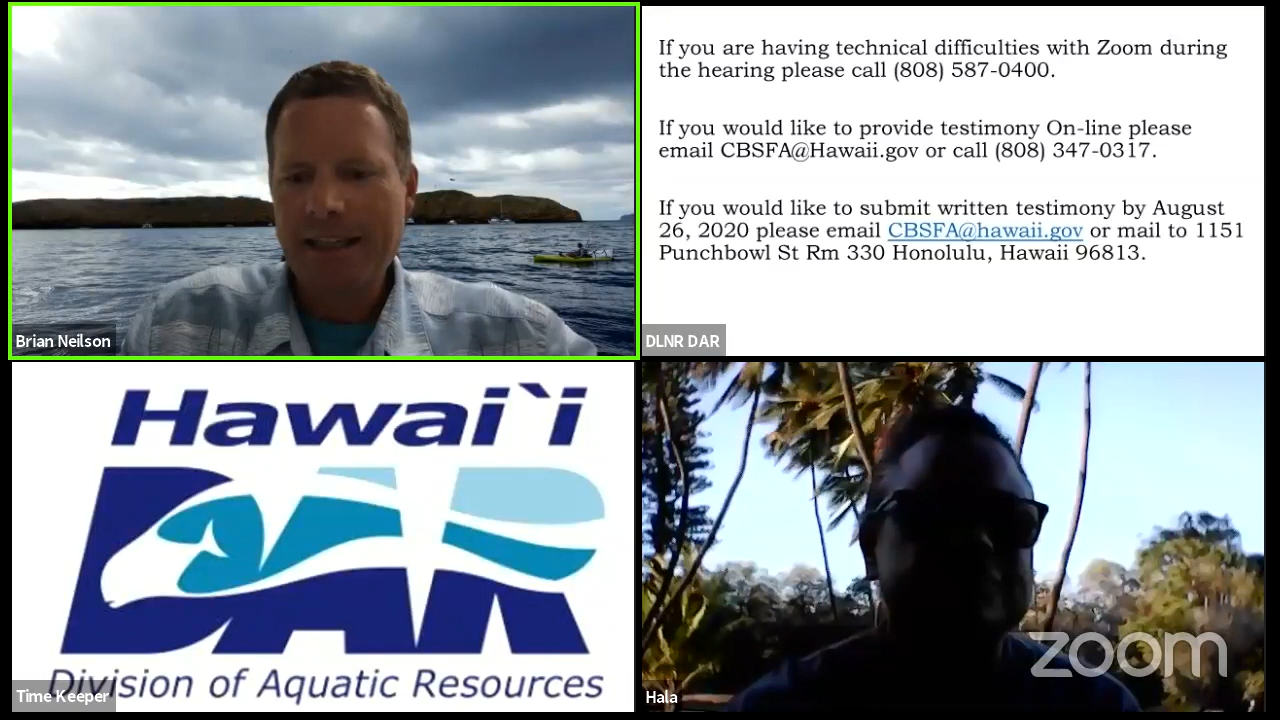 If you are having technical difficulties with Zoom during
the hearing please call (808) 587-0400.
If you would like to provide testimony On-line please
email CBSFA@Hawaii.gov or call (808) 347-0317.
If you would like to submit written testimony by August
26, 2020 please email CBSFA@hawaii.gov or mail to 1151
Punchbowl St Rm 330 Honolulu, Hawaii 96813.
Brian Neilson
DLNR DAR
Hawai`i
DAR
Division of Aquatic Resources
Time Keeper
Hala
zoom